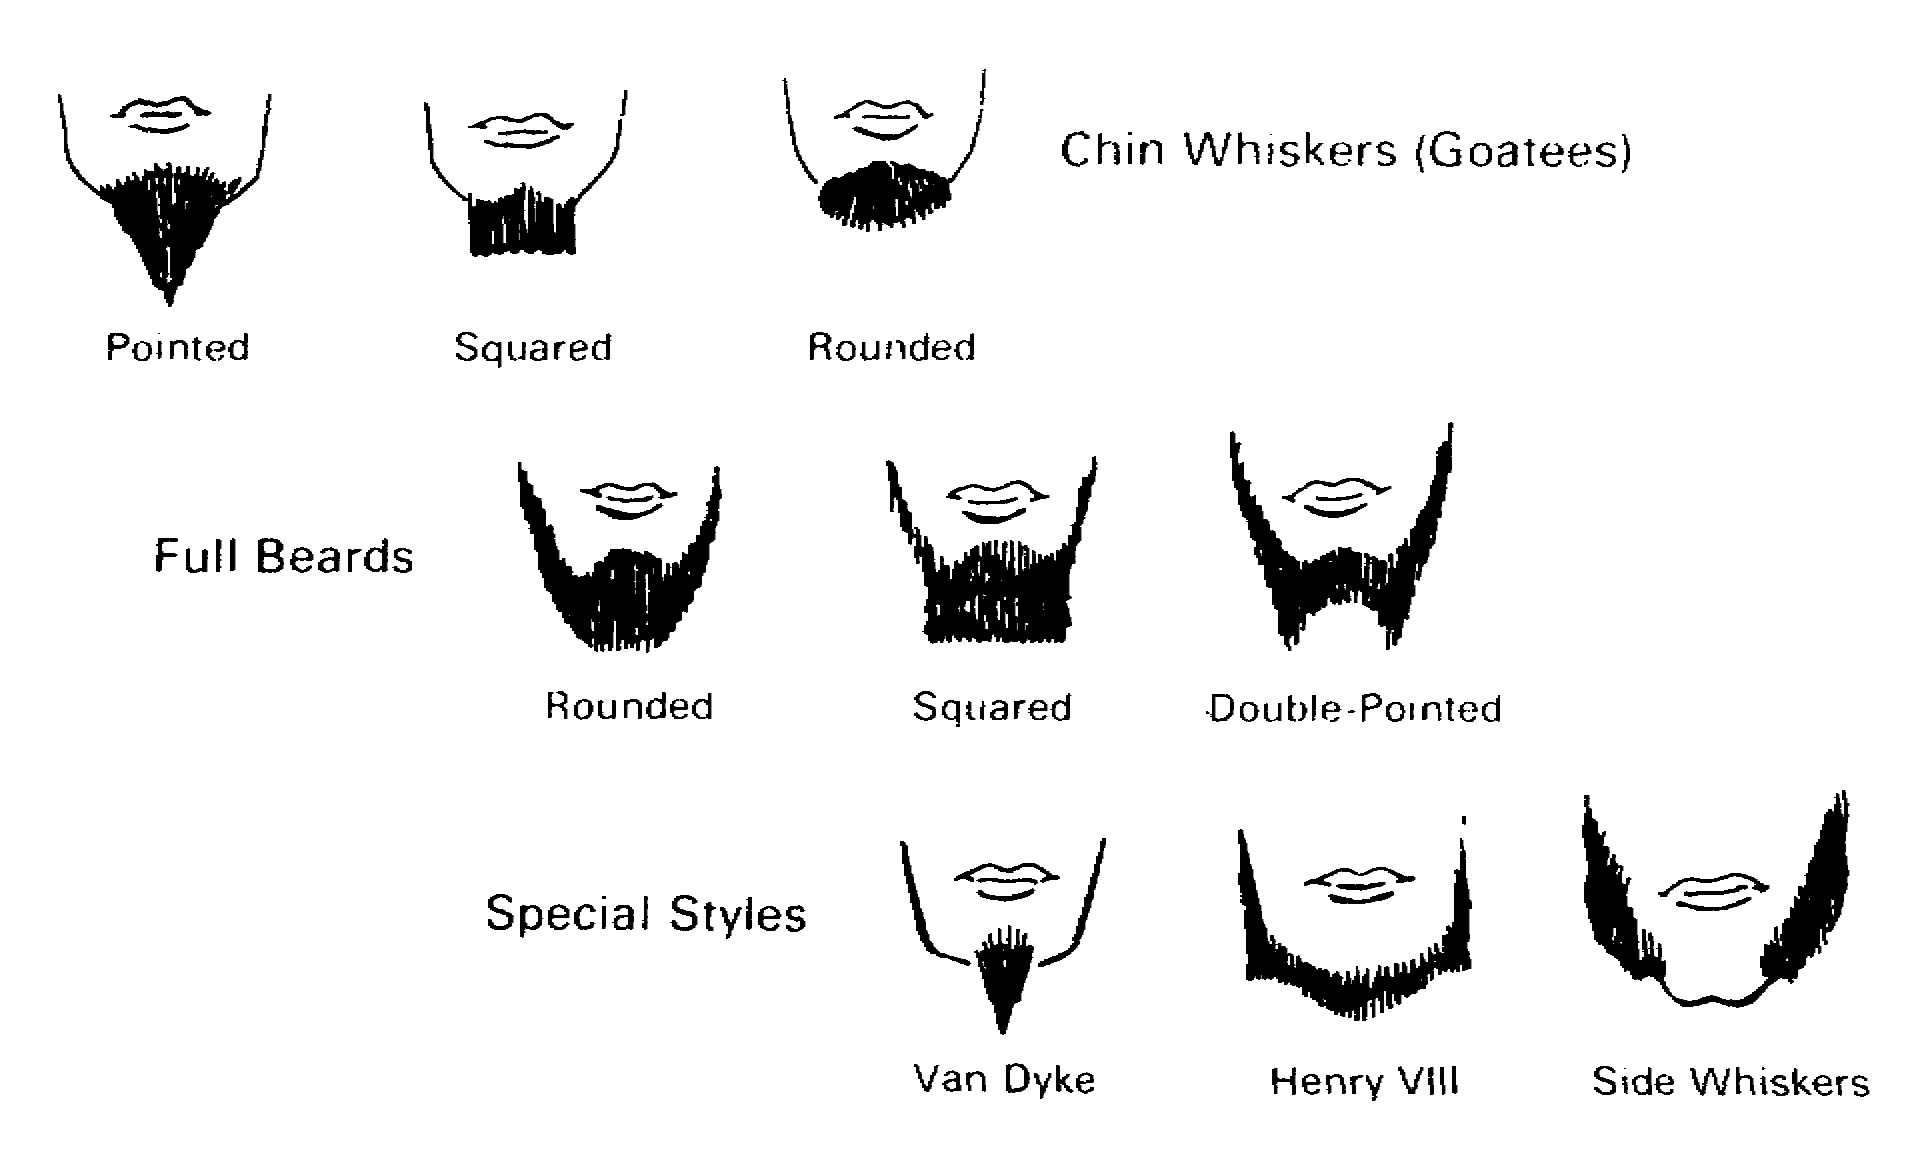 Chin Whiskers (Goatees)
Pointed
Squared
Rounded
Full Beards
Rounded
Squared
Double-Pointed
Special Styles
Van Dyke
Henry VIII
Side Whiskers